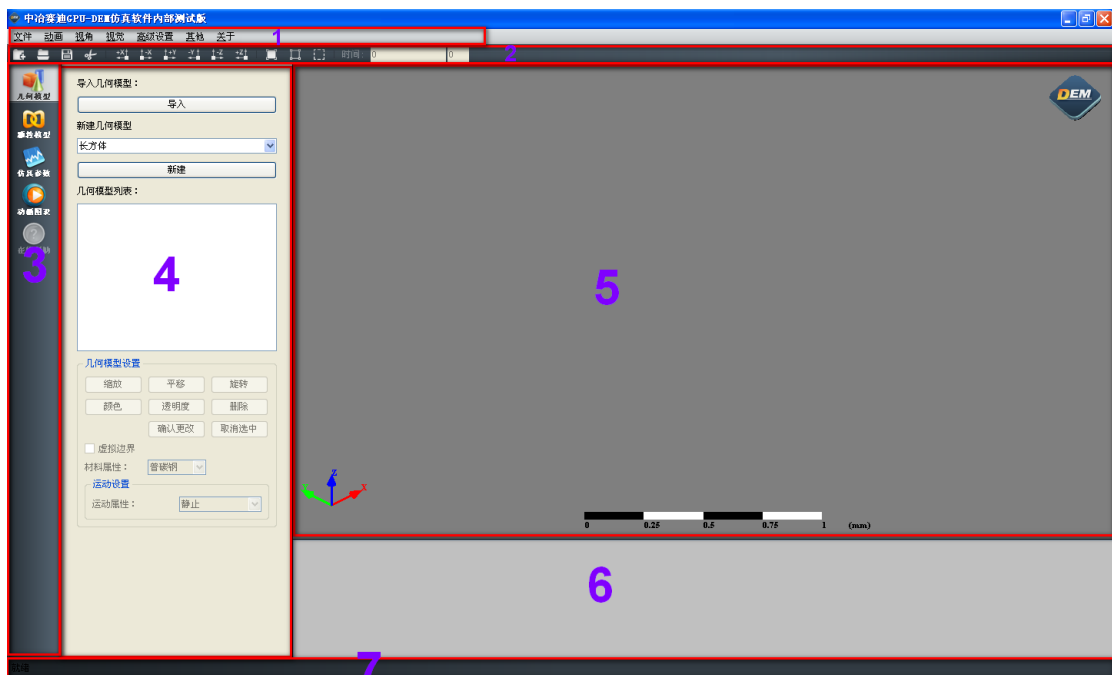 中冶赛迪GPU-DEM仿真软件内部测试版
文件 动画 视角 视觉 高级设置 其他 关于 1
+X -X +Y -Y -Z +Z 时间: 0 0 2
几何模型
仿真参数
动画图表
3
导入几何模型：
导入
新建几何模型
长方体
新建
几何模型列表：
4
几何模型设置
缩放 平移 旋转
颜色 透明度 删除
确认更改 取消选中
虚拟边界
材料属性： 普碳钢
运动设置
运动属性： 静止
DEM
5
Z
Y X
0 0.25 0.5 0.75 1 (mm)
6
就绪 7